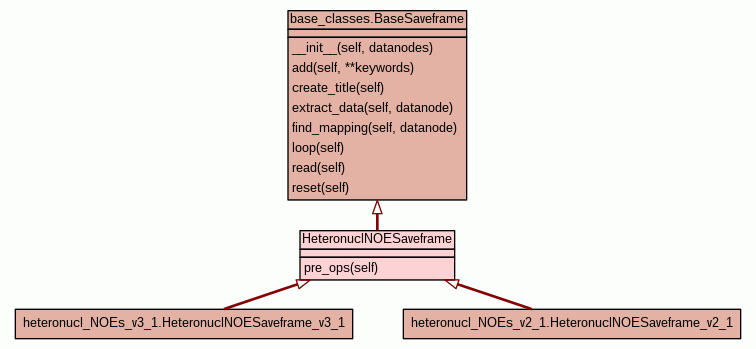 base_classes.BaseSaveframe
__init__(self, datanodes)
add(self, **keywords)
create_title(self)
extract_data(self, datanode)
find_mapping(self, datanode)
loop(self)
read(self)
reset(self)
HeteronuclNOESaveframe
pre_ops(self)
heteronucl_NOEs_v3_1.HeteronuclNOESaveframe_v3_1
heteronucl_NOEs_v2_1.HeteronuclNOESaveframe_v2_1